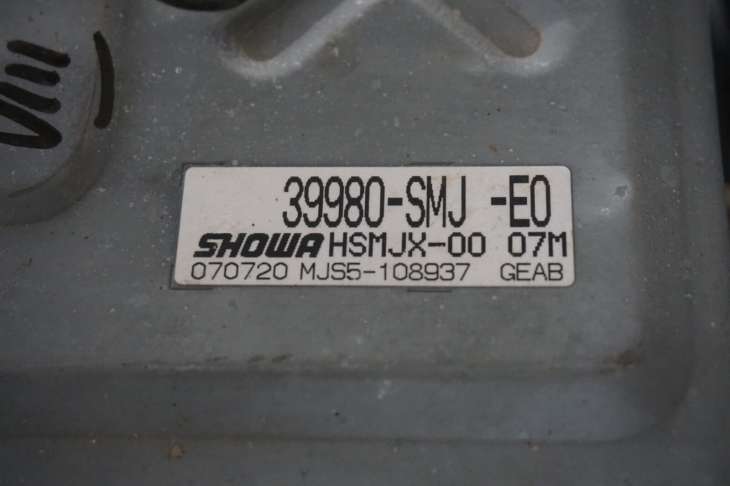 39980-SMJ -E0
SHOWA HSMJX-00 07M
070720 MJS5-108937 GEAB